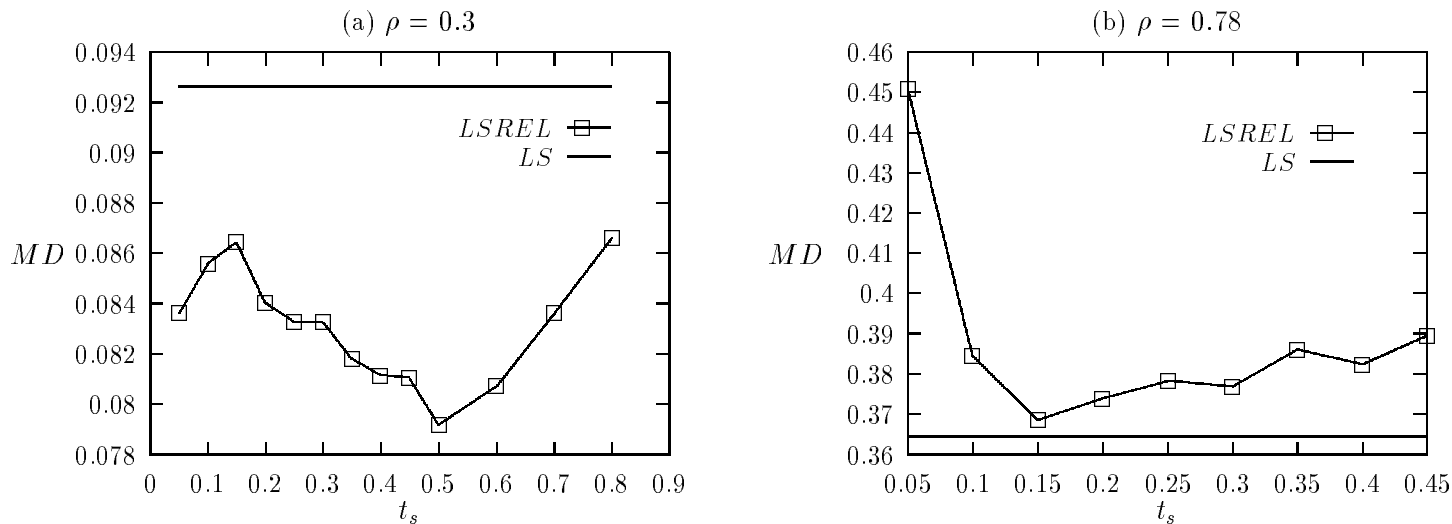 (a) ρ = 0.3
0.094
0.092
0.09
0.088
MD 0.086
0.084
0.082
0.08
0.078
0 0.1 0.2 0.3 0.4 0.5 0.6 0.7 0.8 0.9
t_s
LSREL
LS
(b) ρ = 0.78
0.46
0.45
0.44
0.43
0.42
MD 0.41
0.4
0.39
0.38
0.37
0.36
0.05 0.1 0.15 0.2 0.25 0.3 0.35 0.4 0.45
t_s
LSREL
LS